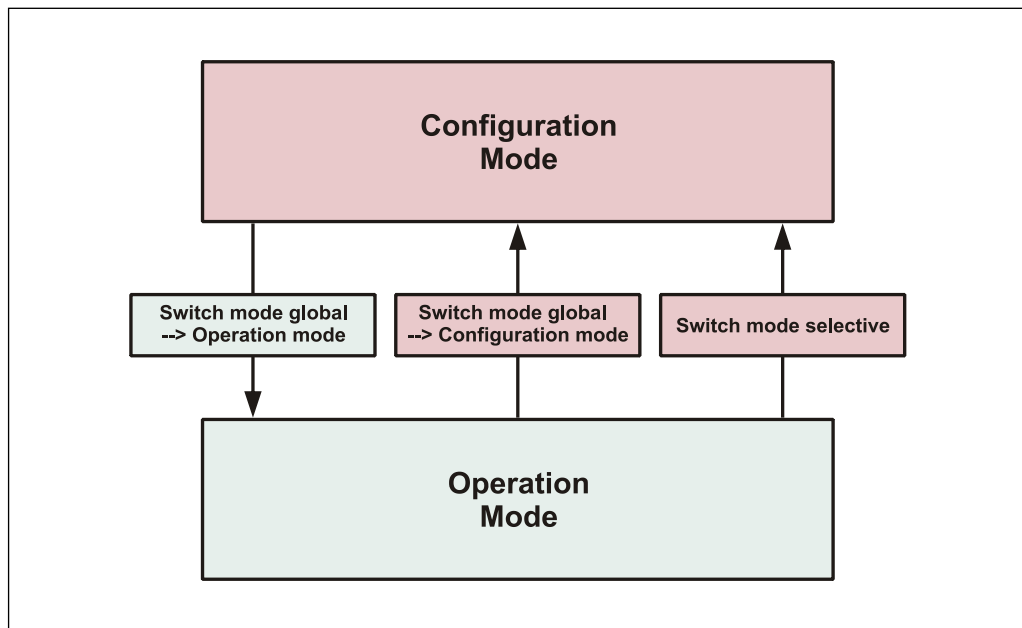 Configuration
Mode
Switch mode global
--> Operation mode
Switch mode global
--> Configuration mode
Switch mode selective
Operation
Mode